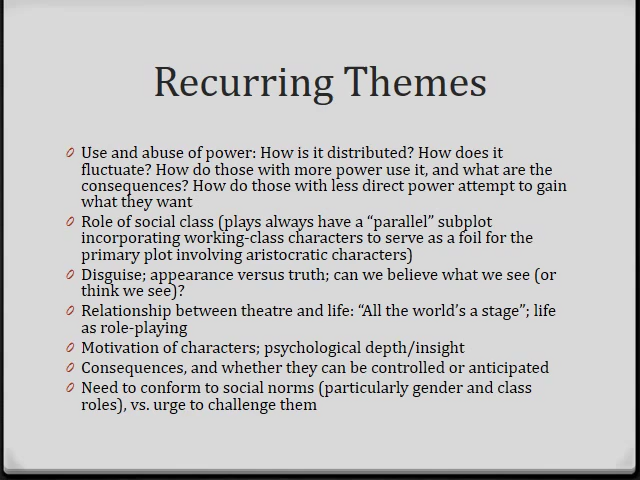 Recurring Themes
Use and abuse of power: How is it distributed? How does it
fluctuate? How do those with more power use it, and what are the
consequences? How do those with less direct power attempt to gain
what they want
Role of social class (plays always have a “parallel” subplot
incorporating working-class characters to serve as a foil for the
primary plot involving aristocratic characters)
Disguise; appearance versus truth; can we believe what we see (or
think we see)?
Relationship between theatre and life: “All the world’s a stage”; life
as role-playing
Motivation of characters; psychological depth/insight
Consequences, and whether they can be controlled or anticipated
Need to conform to social norms (particularly gender and class
roles), vs. urge to challenge them